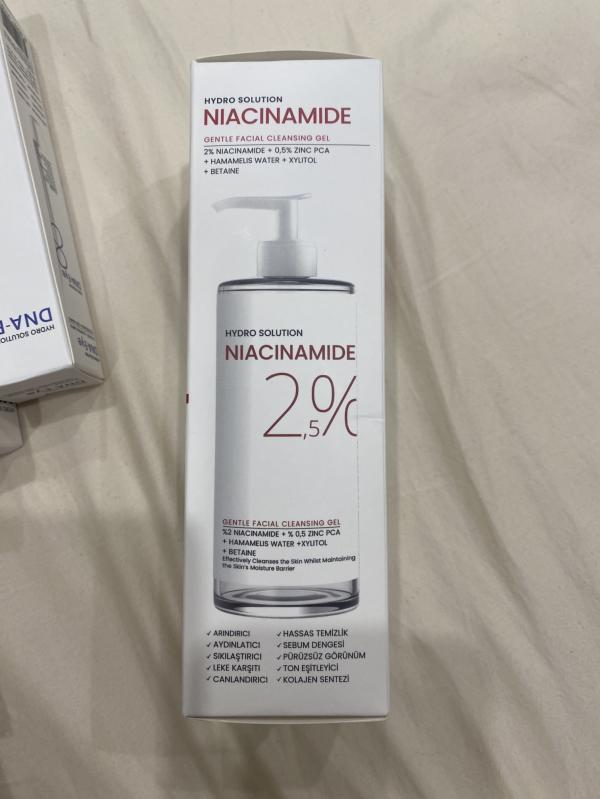 HYDRO SOLUTION
NIACINAMIDE
GENTLE FACIAL CLEANSING GEL
2% NIACINAMIDE + 0,5% ZINC PCA
+ HAMAMELIS WATER + XYLITOL
+ BETAINE
HYDRO SOLUTION
NIACINAMIDE
2,5%
GENTLE FACIAL CLEANSING GEL
%2 NIACINAMIDE + % 0,5 ZINC PCA
+ HAMAMELIS WATER +XYLITOL
+ BETAINE
Effectively Cleanses the Skin Whilst Maintaining
the Skin's Moisture Barrier
✓ ARINDIRICI
✓ AYDINLATICI
✓ SIKILAŞTIRICI
✓ LEKE KARŞITI
✓ CANLANDIRICI
✓ HASSAS TEMİZLİK
✓ SEBUM DENGESİ
✓ PÜRÜZSÜZ GÖRÜNÜM
✓ TON EŞİTLEYİCİ
✓ KOLAJEN SENTEZİ
DNA-Eye